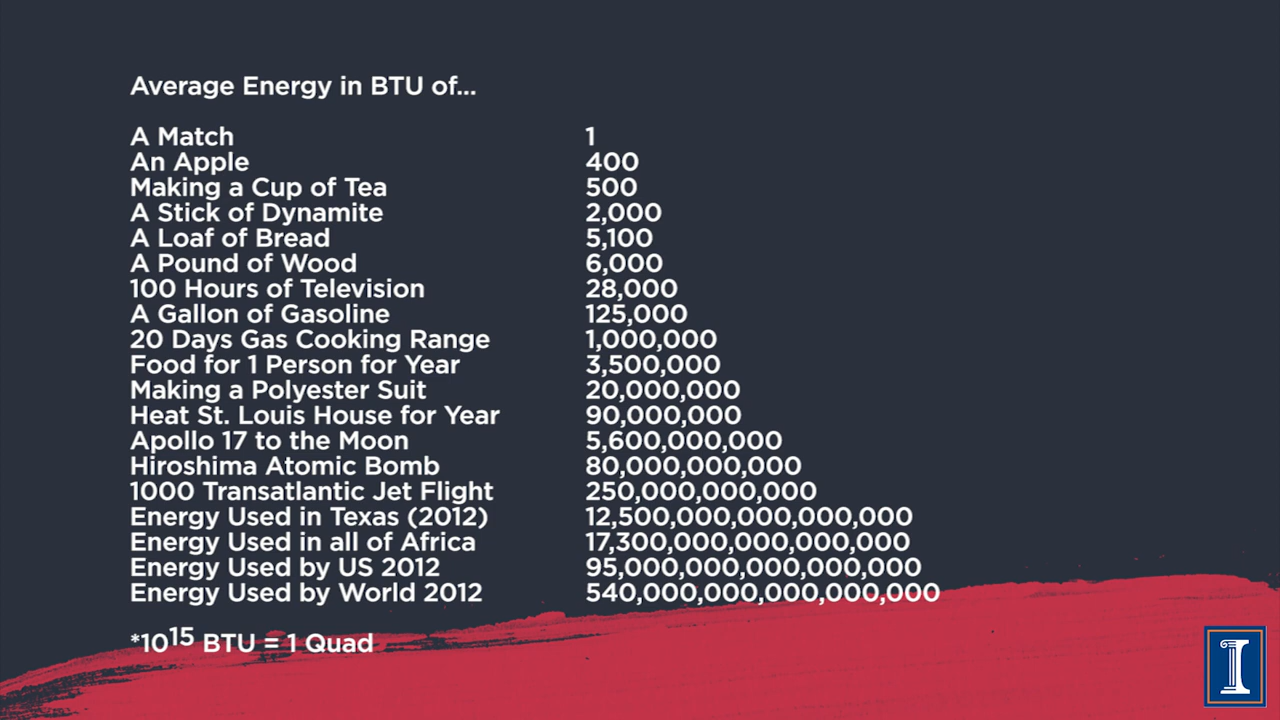 Average Energy in BTU of...
A Match 1
An Apple 400
Making a Cup of Tea 500
A Stick of Dynamite 2,000
A Loaf of Bread 5,100
A Pound of Wood 6,000
100 Hours of Television 28,000
A Gallon of Gasoline 125,000
20 Days Gas Cooking Range 1,000,000
Food for 1 Person for Year 3,500,000
Making a Polyester Suit 20,000,000
Heat St. Louis House for Year 90,000,000
Apollo 17 to the Moon 5,600,000,000
Hiroshima Atomic Bomb 80,000,000,000
1000 Transatlantic Jet Flight 250,000,000,000
Energy Used in Texas (2012) 12,500,000,000,000,000
Energy Used in all of Africa 17,300,000,000,000,000
Energy Used by US 2012 95,000,000,000,000,000
Energy Used by World 2012 540,000,000,000,000,000
*10¹⁵ BTU = 1 Quad
I